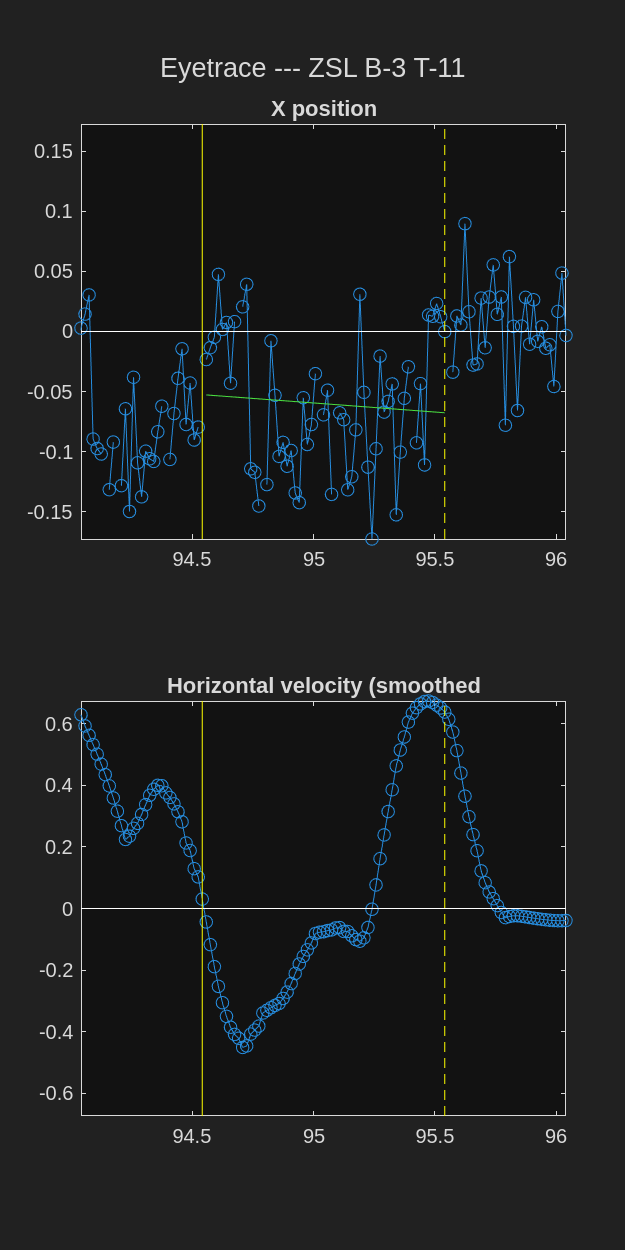 Eyetrace --- ZSL B-3 T-11
X position
0.15
0.1
0.05
0
-0.05
-0.1
-0.15
94.5 95 95.5 96
Horizontal velocity (smoothed
0.6
0.4
0.2
0
-0.2
-0.4
-0.6
94.5 95 95.5 96